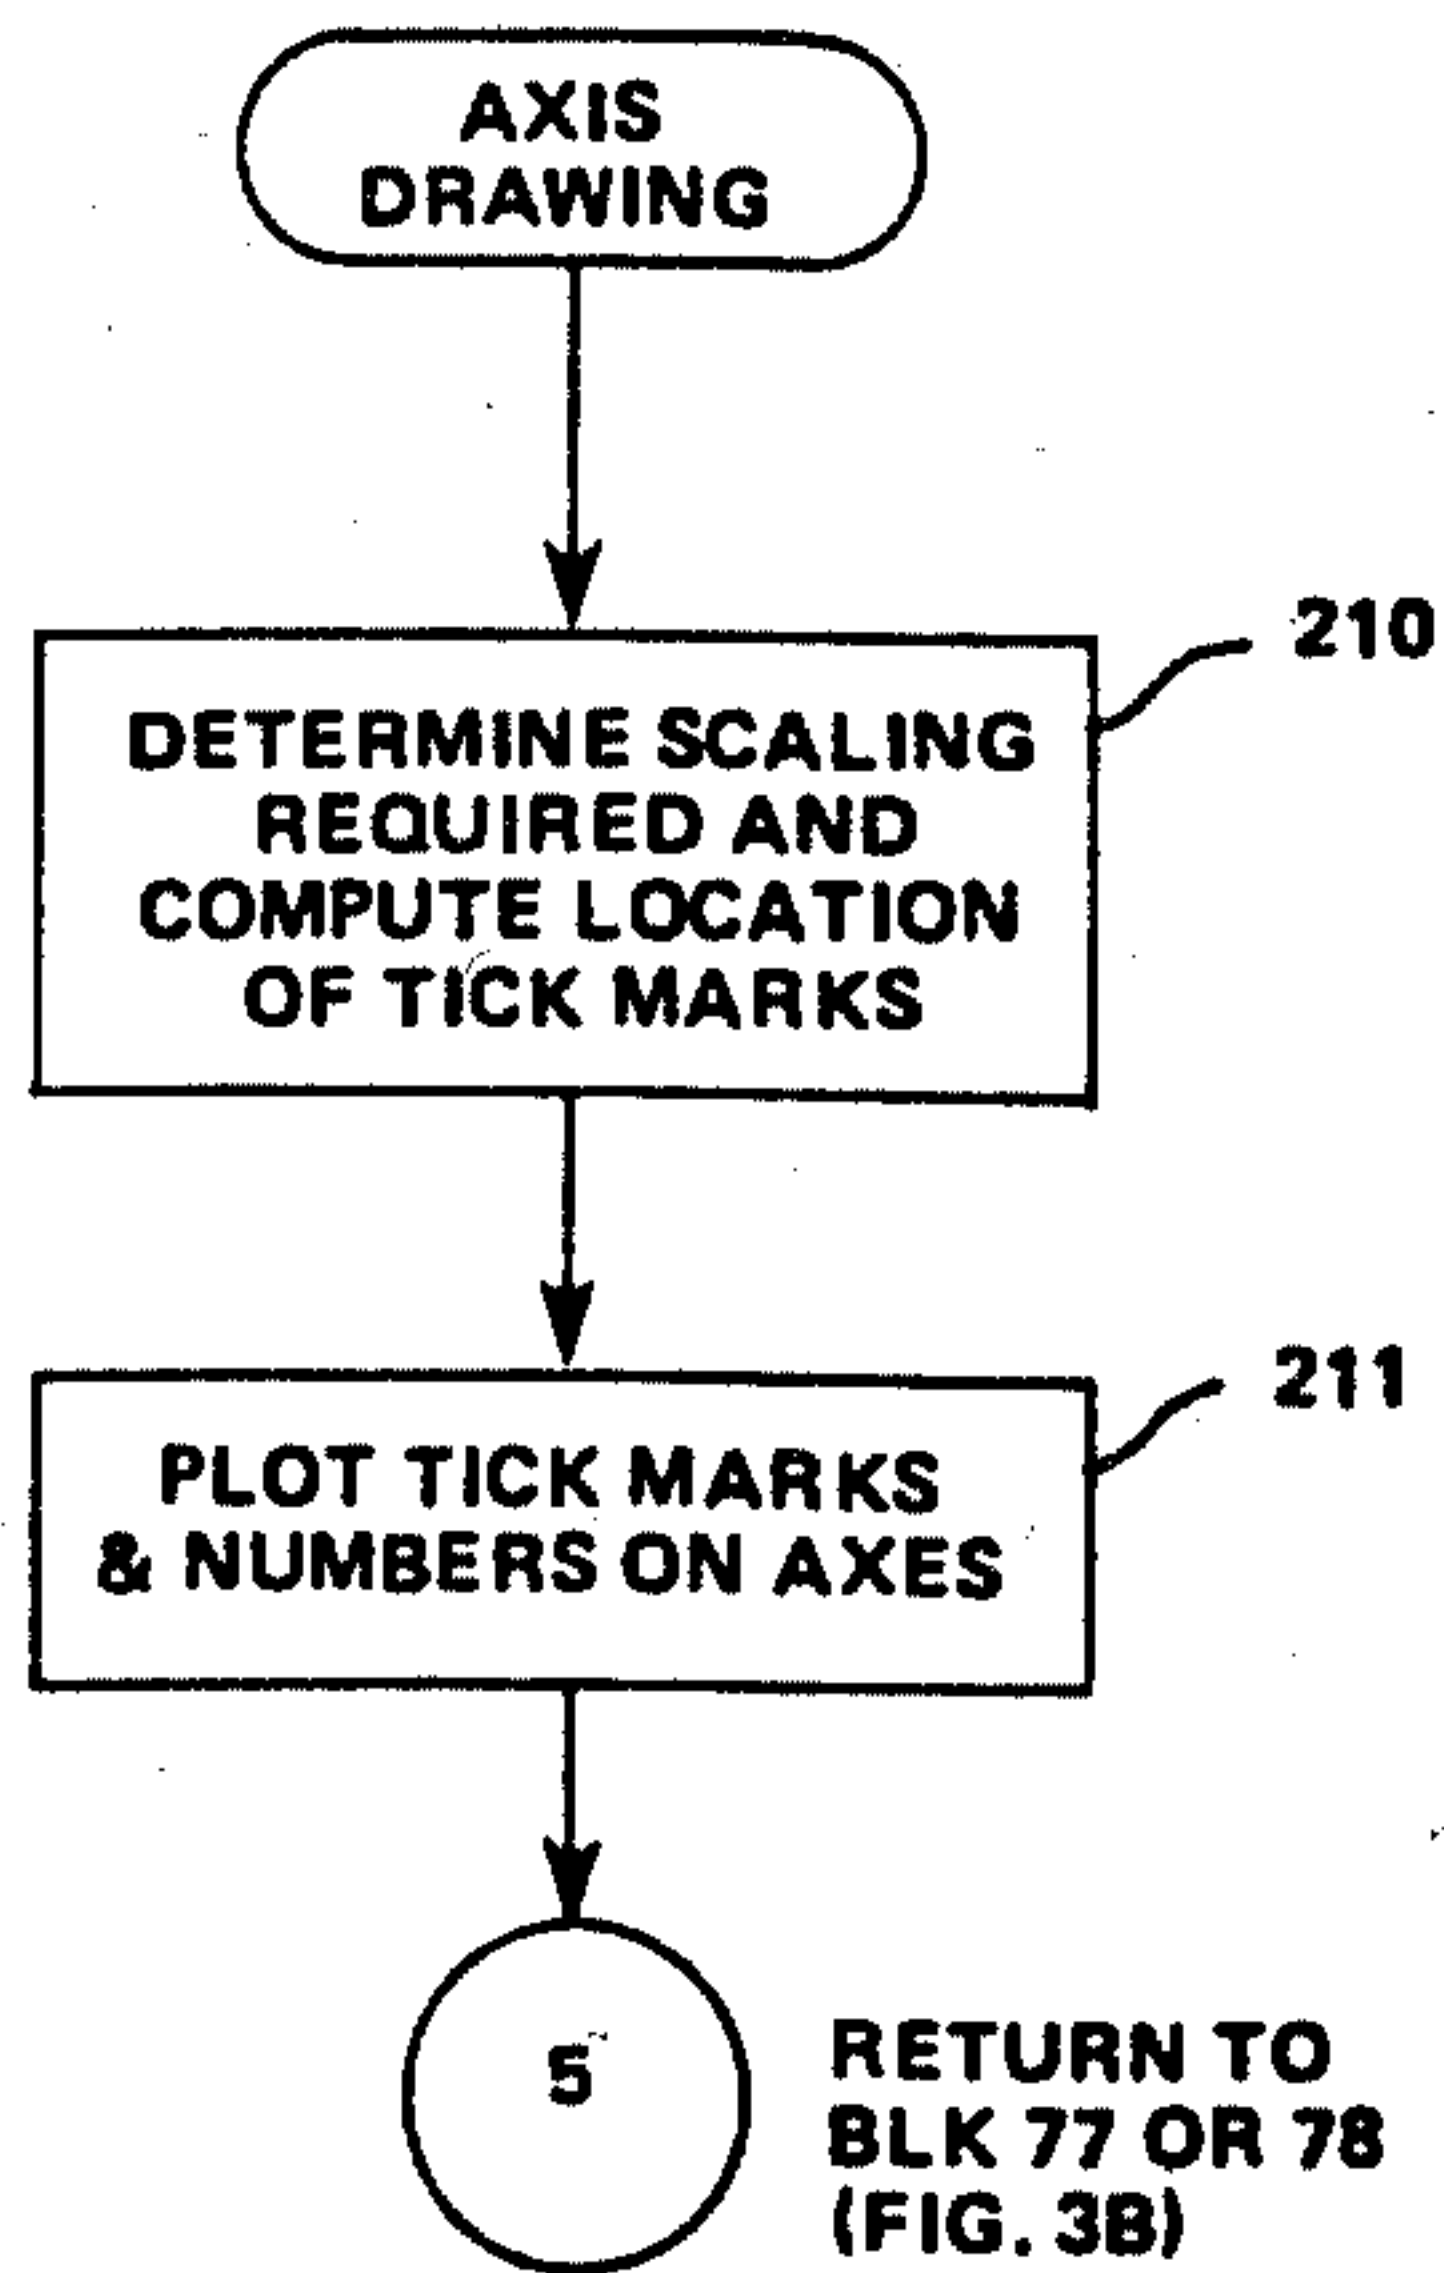 AXIS
DRAWING
210
DETERMINE SCALING
REQUIRED AND
COMPUTE LOCATION
OF TICK MARKS
211
PLOT TICK MARKS
& NUMBERS ON AXES
5
RETURN TO
BLK 77 OR 78
(FIG. 3B)